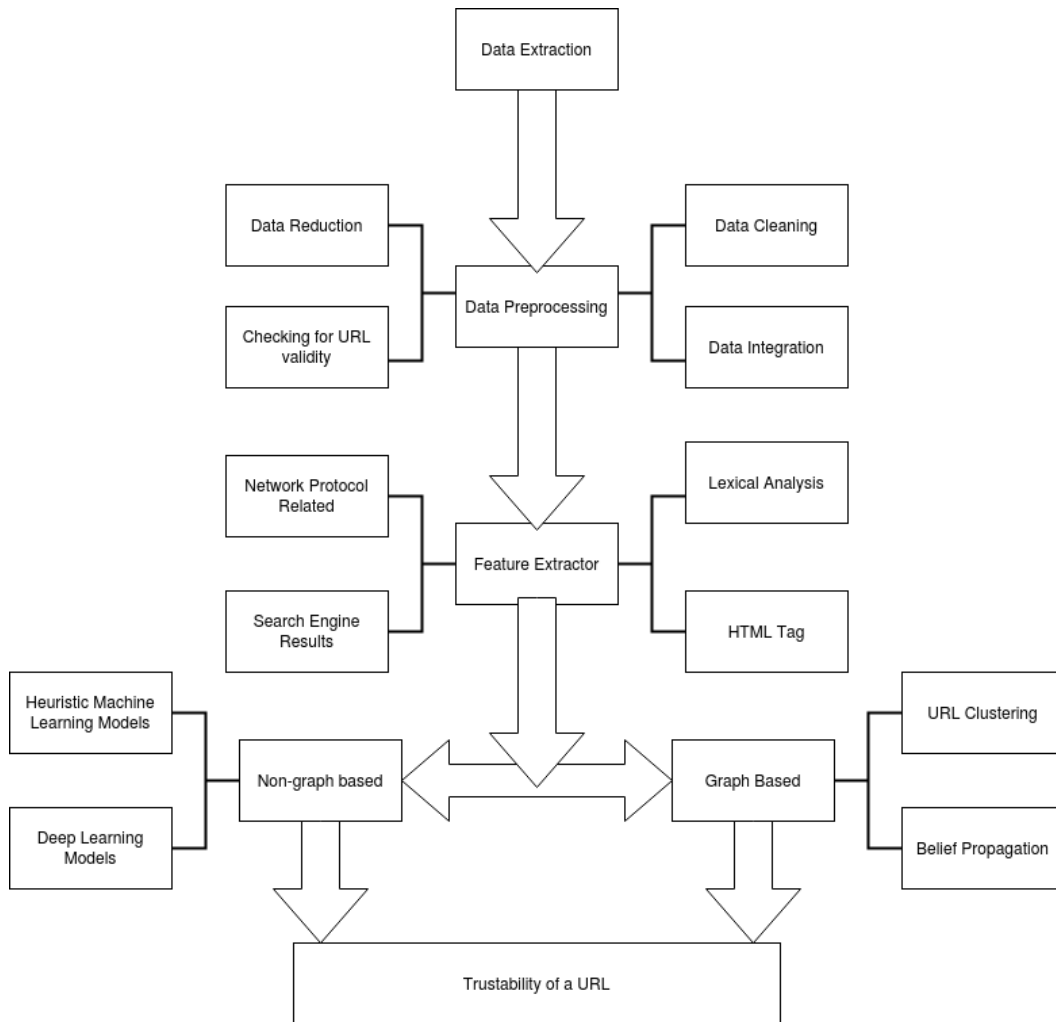 Data Extraction
Data Reduction
Data Cleaning
Data Preprocessing
Checking for URL
validity
Data Integration
Network Protocol
Related
Lexical Analysis
Feature Extractor
Search Engine
Results
HTML Tag
Heuristic Machine
Learning Models
URL Clustering
Non-graph based
Graph Based
Deep Learning
Models
Belief Propagation
Trustability of a URL